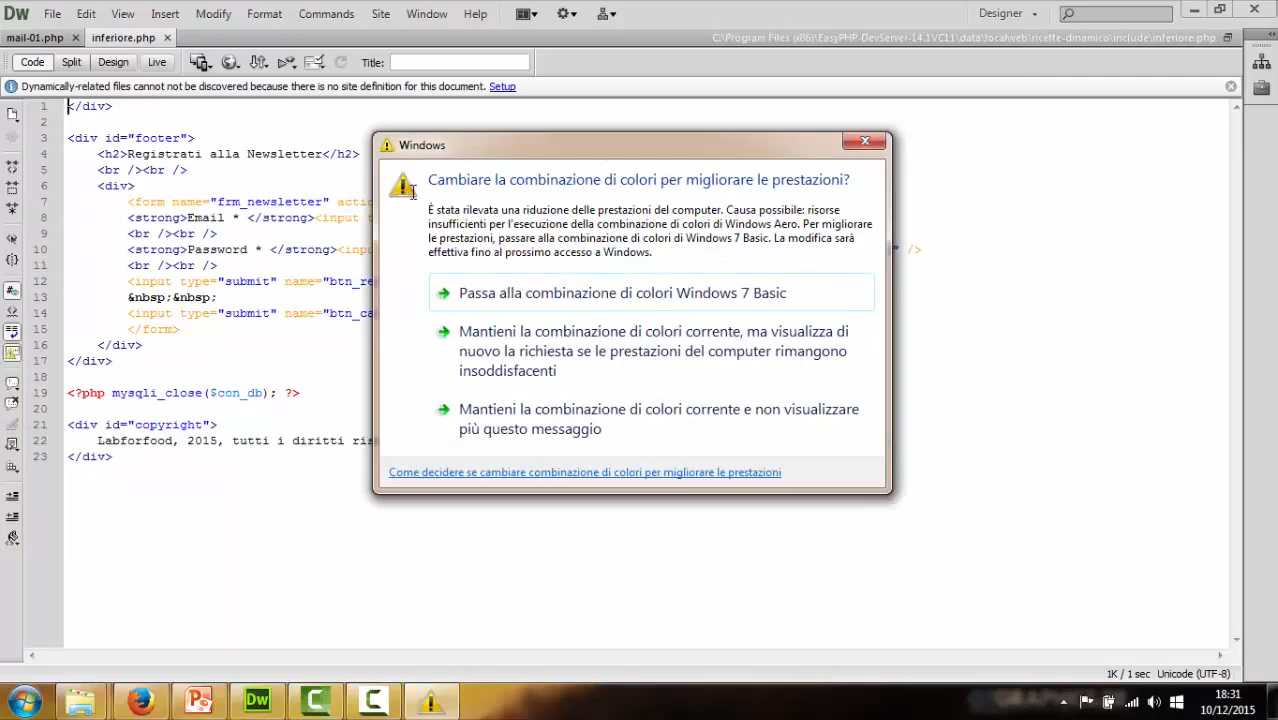 Dw File Edit View Insert Modify Format Commands Site Window Help Designer
mail-01.php × inferiore.php × C:\Program Files (x86)\EasyPHP-DevServer-14.1VC11\data\localweb\ricette-dinamico\include\inferiore.php
Code Split Design Live Title:
Dynamically-related files cannot not be discovered because there is no site definition for this document. Setup
1 </div>
2
3 <div id="footer">
4 <h2>Registrati alla Newsletter</h2>
5 <br /><br />
6 <div>
7 <form name="frm_newsletter"
8 <strong>Email * </strong><input
9 <br /><br />
10 <strong>Password * </strong> " />
11 <br /><br />
12 <input type="submit"
13 &nbsp;&nbsp;
14 <input type="submit"
15 </form>
16 </div>
17 </div>
18
19 <?php mysqli_close($con_db); ?>
20
21 <div id="copyright">
22 Labforfood, 2015, tutti i diritti
23 </div>
Windows
Cambiare la combinazione di colori per migliorare le prestazioni?
È stata rilevata una riduzione delle prestazioni del computer. Causa possibile: risorse
insufficienti per l'esecuzione della combinazione di colori di Windows Aero. Per migliorare
le prestazioni, passare alla combinazione di colori di Windows 7 Basic. La modifica sarà
effettiva fino al prossimo accesso a Windows.
Passa alla combinazione di colori Windows 7 Basic
Mantieni la combinazione di colori corrente, ma visualizza di
nuovo la richiesta se le prestazioni del computer rimangono
insoddisfacenti
Mantieni la combinazione di colori corrente e non visualizzare
più questo messaggio
Come decidere se cambiare combinazione di colori per migliorare le prestazioni
1K / 1 sec Unicode (UTF-8)
Dw
18:31
10/12/2015